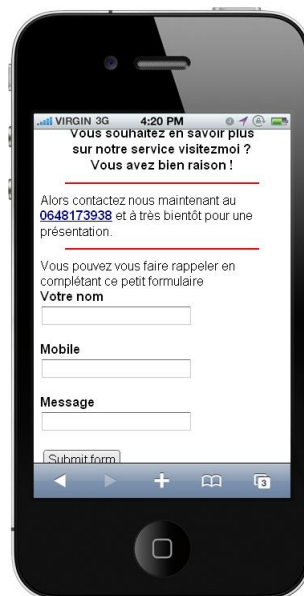 VIRGIN 3G 4:20 PM
Vous souhaitez en savoir plus
sur notre service visitezmoi ?
Vous avez bien raison !
Alors contactez nous maintenant au
0648173938 et à très bientôt pour une
présentation.
Vous pouvez vous faire rappeler en
complétant ce petit formulaire
Votre nom
Mobile
Message
Submit form
3